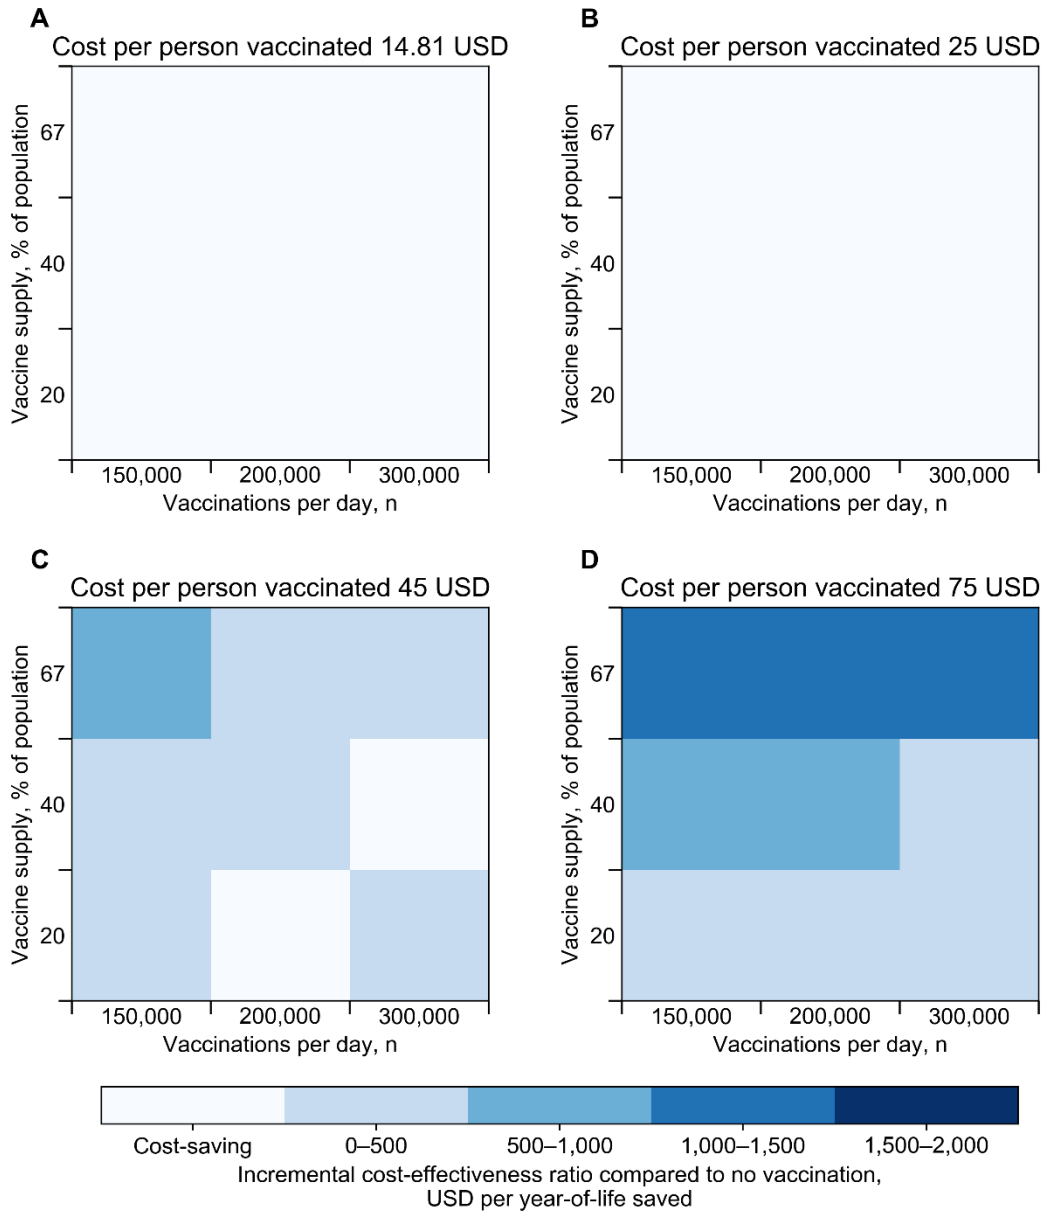 A
Cost per person vaccinated 14.81 USD
Vaccine supply, % of population
67
40
20
150,000
200,000
300,000
Vaccinations per day, n
B
Cost per person vaccinated 25 USD
Vaccine supply, % of population
67
40
20
150,000
200,000
300,000
Vaccinations per day, n
C
Cost per person vaccinated 45 USD
Vaccine supply, % of population
67
40
20
150,000
200,000
300,000
Vaccinations per day, n
D
Cost per person vaccinated 75 USD
Vaccine supply, % of population
67
40
20
150,000
200,000
300,000
Vaccinations per day, n
Cost-saving
0–500
500–1,000
1,000–1,500
1,500–2,000
Incremental cost-effectiveness ratio compared to no vaccination,
USD per year-of-life saved